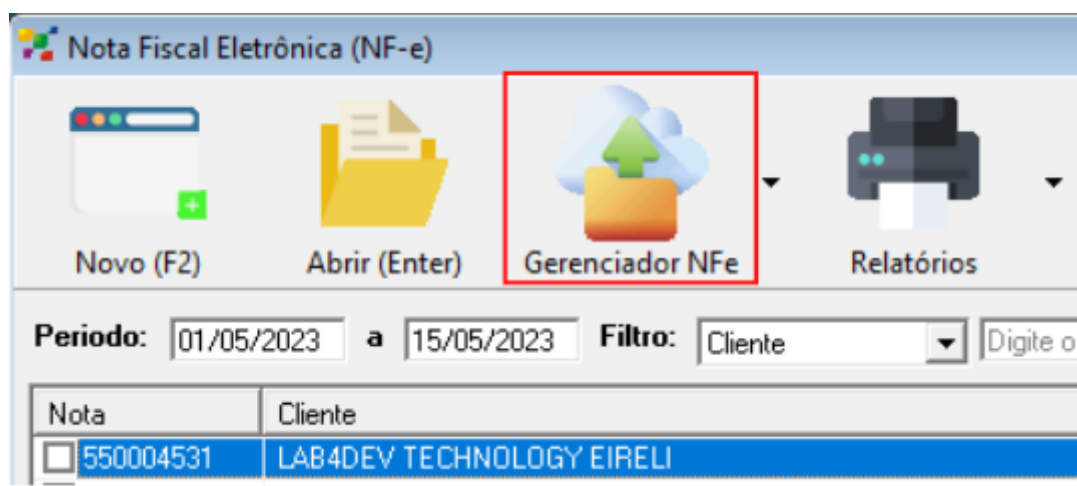 Nota Fiscal Eletrônica (NF-e)
Novo (F2) Abrir (Enter) Gerenciador NFe Relatórios
Periodo: 01/05/2023 a 15/05/2023 Filtro: Cliente Digite o
Nota Cliente
550004531 LAB4DEV TECHNOLOGY EIRELI